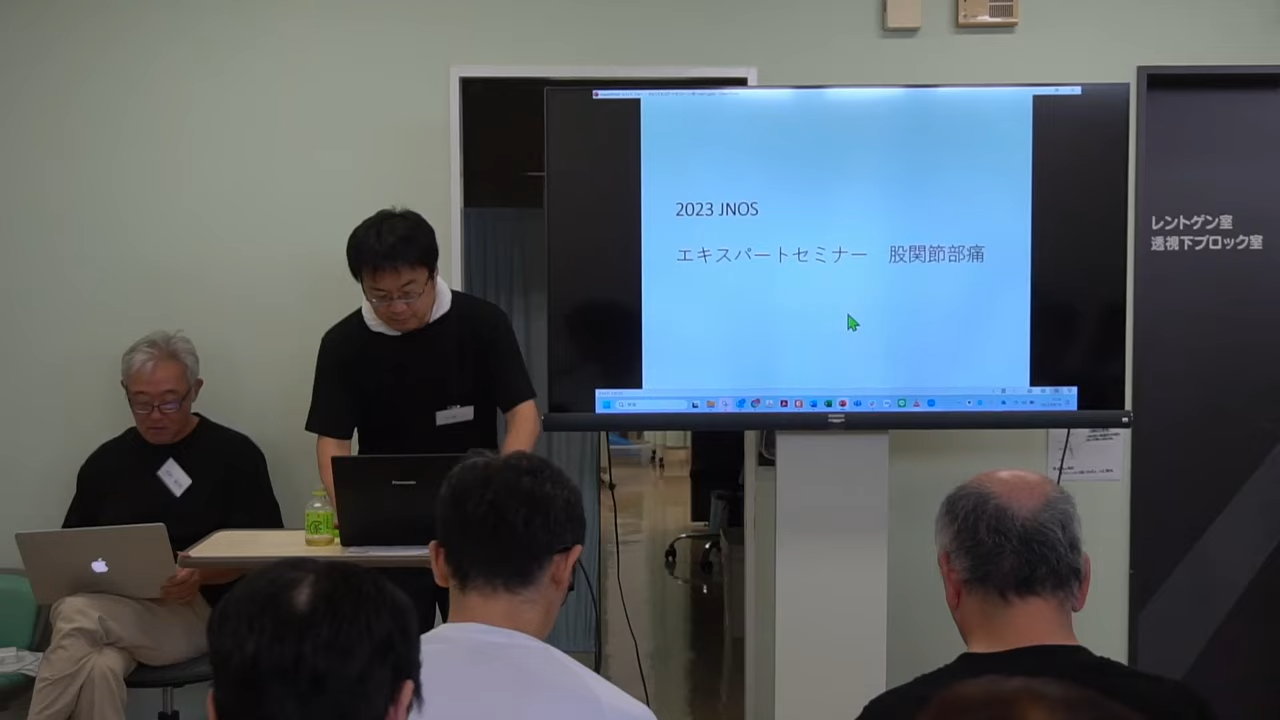 2023 JNOS
エキスパートセミナー 股関節部痛
レントゲン室
透視下ブロック室
Panasonic